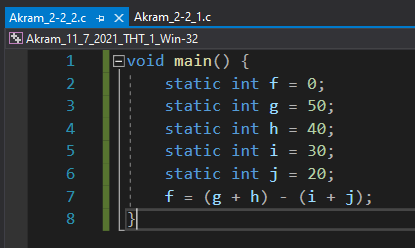 Akram_2-2_2.c Akram_2-2_1.c
Akram_11_7_2021_THT_1_Win-32
1 void main() {
2 static int f = 0;
3 static int g = 50;
4 static int h = 40;
5 static int i = 30;
6 static int j = 20;
7 f = (g + h) - (i + j);
8 }